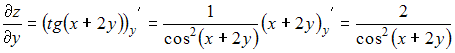 ∂z/∂y = (tg(x + 2y))_y′ = 1/cos²(x + 2y) (x + 2y)_y′ = 2/cos²(x + 2y)